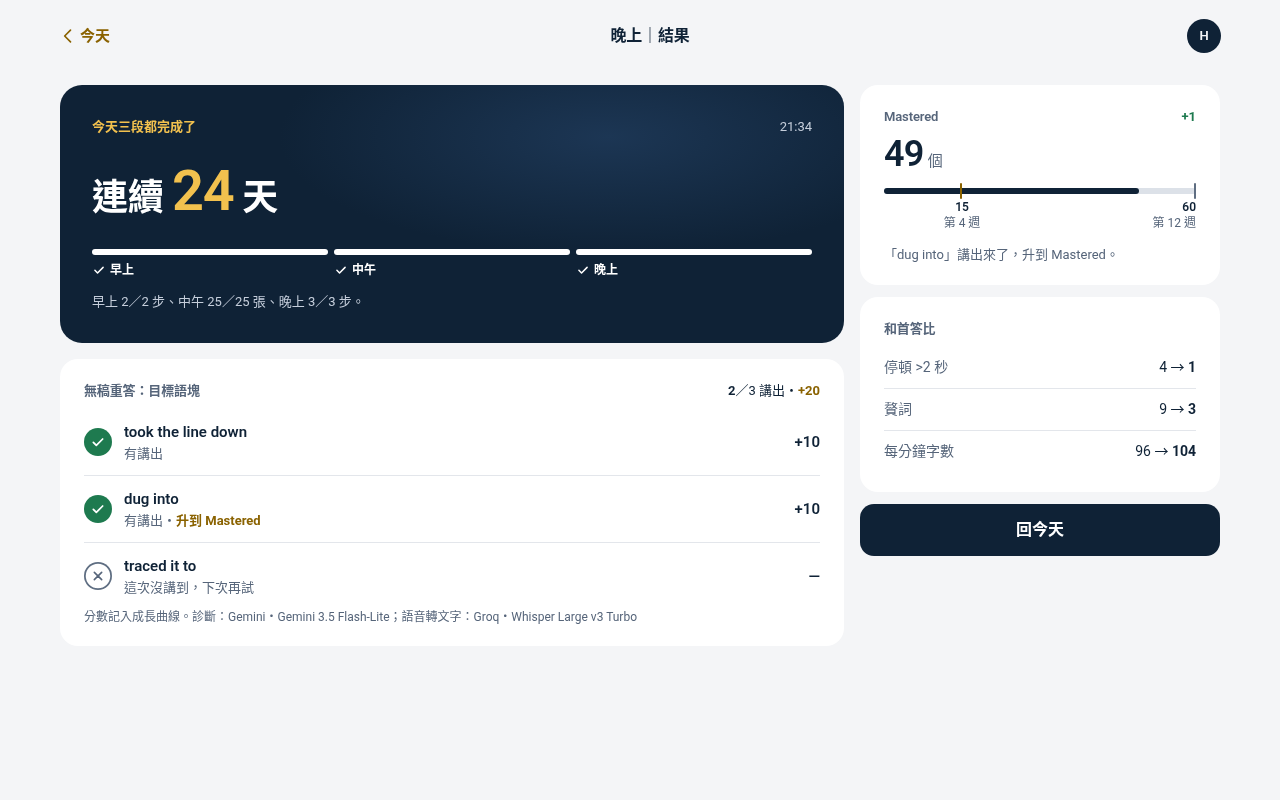 今天
晚上｜結果
H
今天三段都完成了
21:34
連續 24 天
早上
中午
晚上
早上 2／2 步、中午 25／25 張、晚上 3／3 步。
無稿重答：目標語塊
2／3 講出・+20
took the line down
有講出
+10
dug into
有講出・升到 Mastered
+10
traced it to
這次沒講到，下次再試
—
分數記入成長曲線。診斷：Gemini・Gemini 3.5 Flash-Lite；語音轉文字：Groq・Whisper Large v3 Turbo
Mastered
+1
49 個
15
60
第 4 週
第 12 週
「dug into」講出來了，升到 Mastered。
和首答比
停頓 >2 秒
4 → 1
贅詞
9 → 3
每分鐘字數
96 → 104
回今天